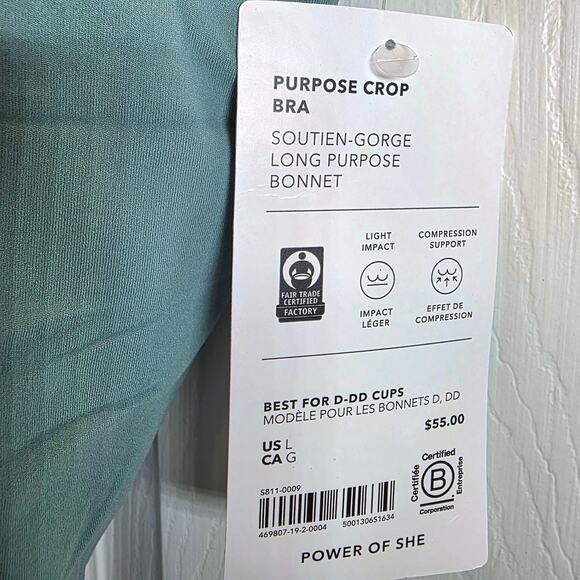 PURPOSE CROP
BRA
SOUTIEN-GORGE
LONG PURPOSE
BONNET
FAIR TRADE
CERTIFIED
FACTORY
LIGHT
IMPACT
IMPACT
LÉGER
COMPRESSION
SUPPORT
EFFET DE
COMPRESSION
BEST FOR D-DD CUPS
MODÈLE POUR LES BONNETS D, DD
$55.00
US L
CA G
S811-0009
469807-19-2-0004 500130651634
Certified
Certifiée
B
Entreprise
Corporation
POWER OF SHE